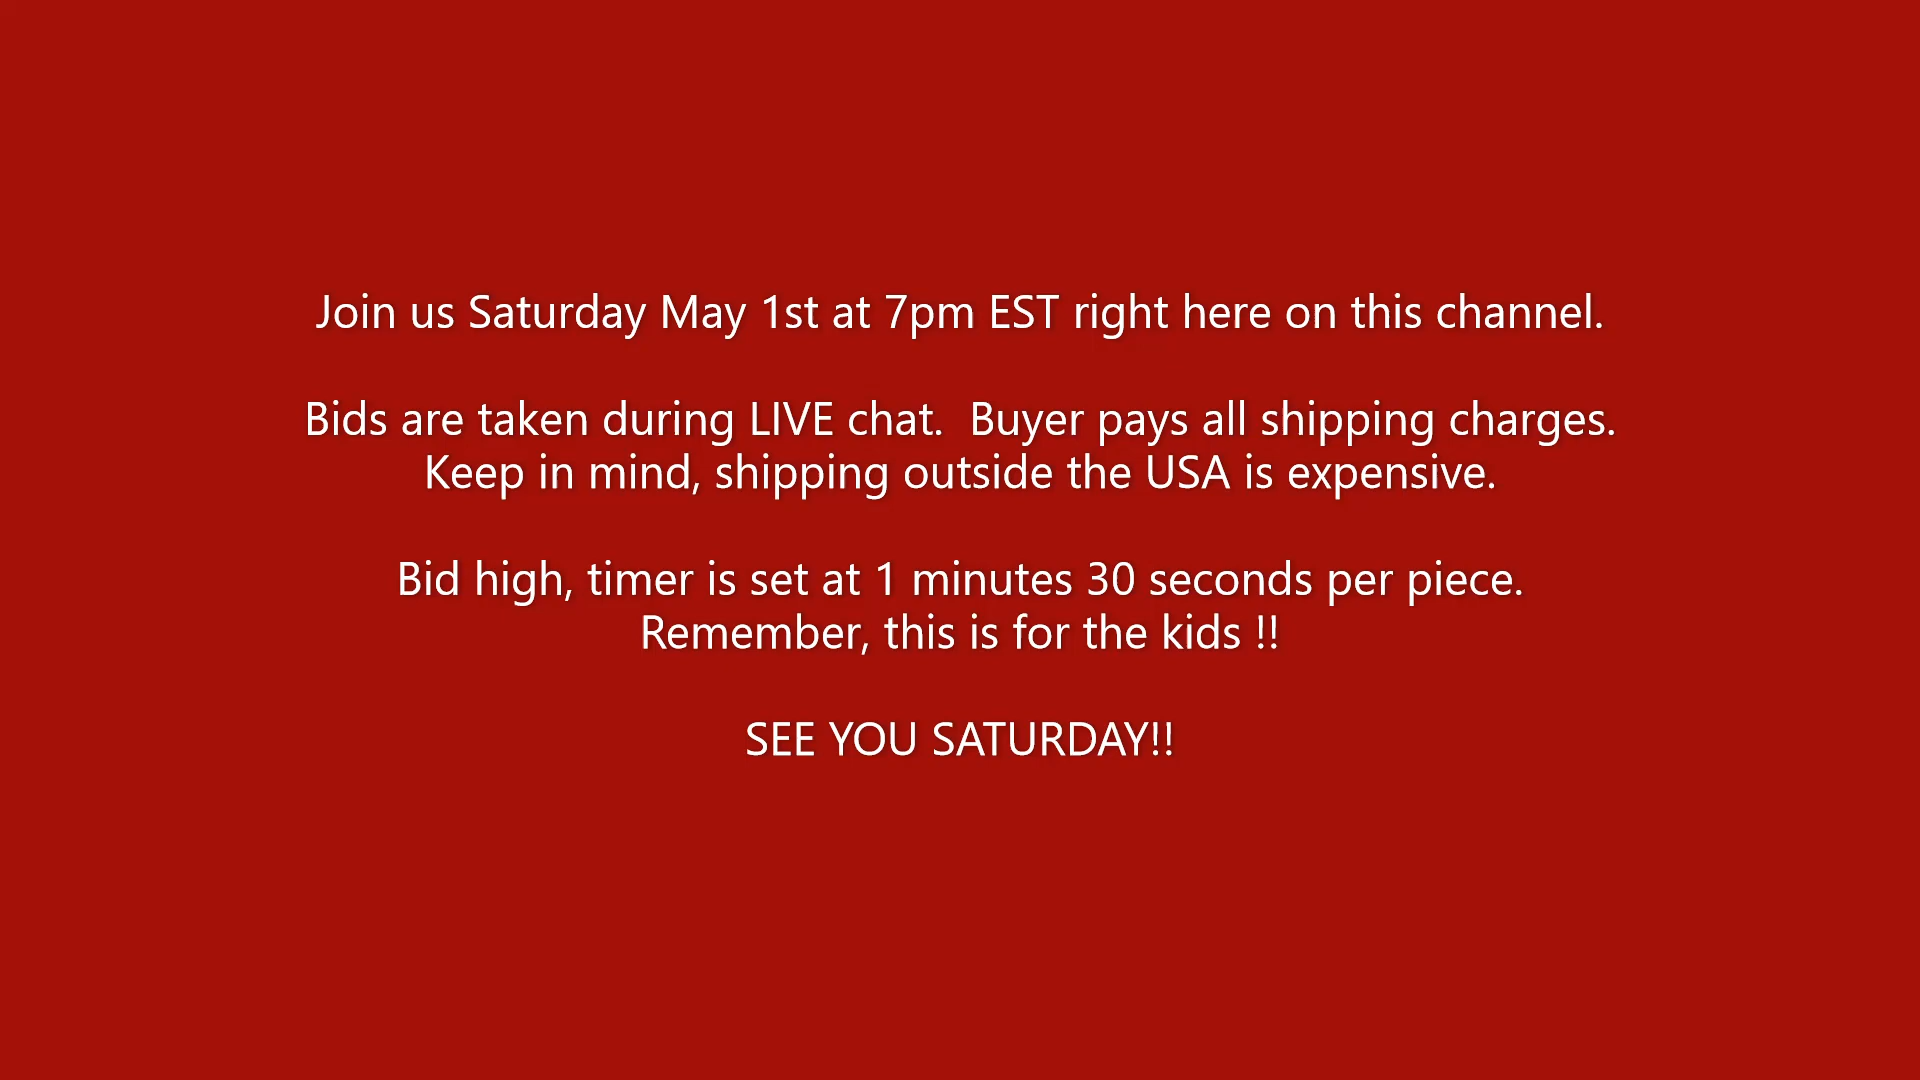 Join us Saturday May 1st at 7pm EST right here on this channel.
Bids are taken during LIVE chat.  Buyer pays all shipping charges.
Keep in mind, shipping outside the USA is expensive.
Bid high, timer is set at 1 minutes 30 seconds per piece.
Remember, this is for the kids !!
SEE YOU SATURDAY!!